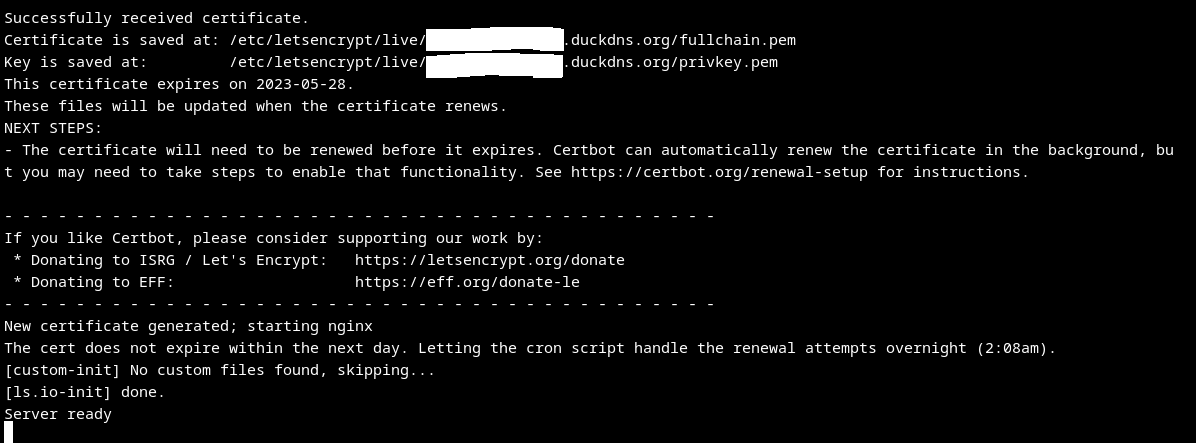 Successfully received certificate.
Certificate is saved at: /etc/letsencrypt/live/ .duckdns.org/fullchain.pem
Key is saved at:         /etc/letsencrypt/live/ .duckdns.org/privkey.pem
This certificate expires on 2023-05-28.
These files will be updated when the certificate renews.
NEXT STEPS:
- The certificate will need to be renewed before it expires. Certbot can automatically renew the certificate in the background, bu
t you may need to take steps to enable that functionality. See https://certbot.org/renewal-setup for instructions.
- - - - - - - - - - - - - - - - - - - - - - - - - - - - - - - - - - - - - - - -
If you like Certbot, please consider supporting our work by:
 * Donating to ISRG / Let's Encrypt:   https://letsencrypt.org/donate
 * Donating to EFF:                    https://eff.org/donate-le
- - - - - - - - - - - - - - - - - - - - - - - - - - - - - - - - - - - - - - - -
New certificate generated; starting nginx
The cert does not expire within the next day. Letting the cron script handle the renewal attempts overnight (2:08am).
[custom-init] No custom files found, skipping...
[ls.io-init] done.
Server ready